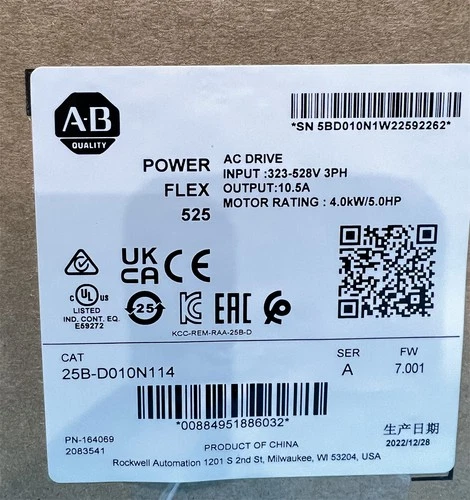 A-B
QUALITY
*SN 5BD010N1W22592262*
POWER
FLEX
525
AC DRIVE
INPUT :323-528V 3PH
OUTPUT:10.5A
MOTOR RATING : 4.0kW/5.0HP
UK
CA CE
c UL US
LISTED
IND. CONT. EQ.
E59272
25
EAC
KCC-REM-RAA-25B-D
CAT
25B-D010N114
SER
A
FW
7.001
*00884951886032*
PN-164069
2083541
生产日期
2022/12/28
PRODUCT OF CHINA
Rockwell Automation 1201 S 2nd St, Milwaukee, WI 53204, USA